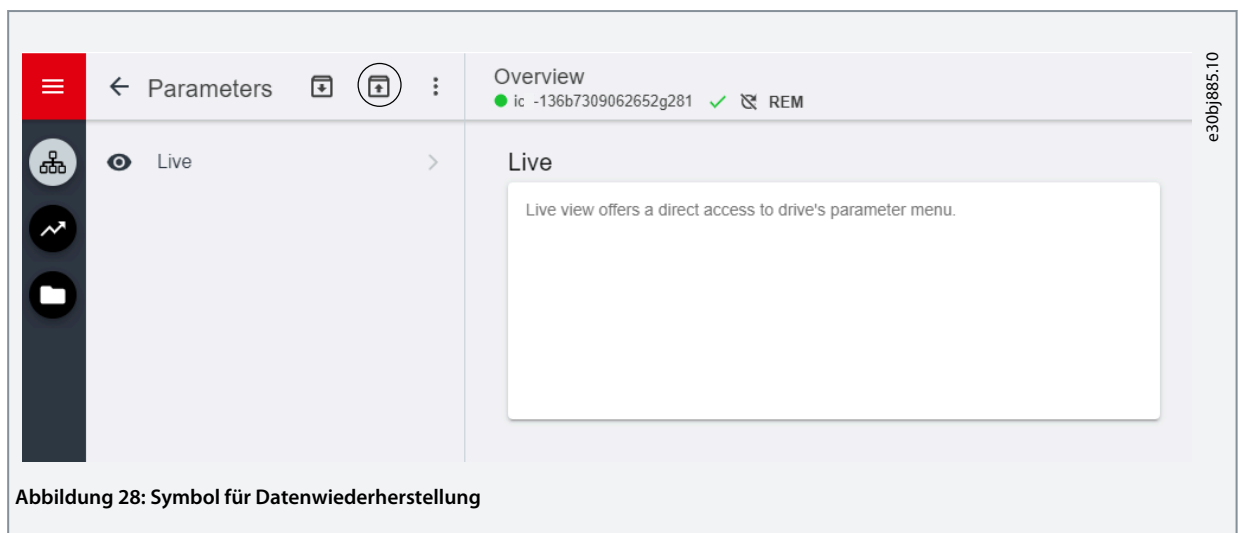 Parameters
Overview
ic -136b7309062652g281 REM
Live
Live
Live view offers a direct access to drive's parameter menu.
e30bj885.10
Abbildung 28: Symbol für Datenwiederherstellung